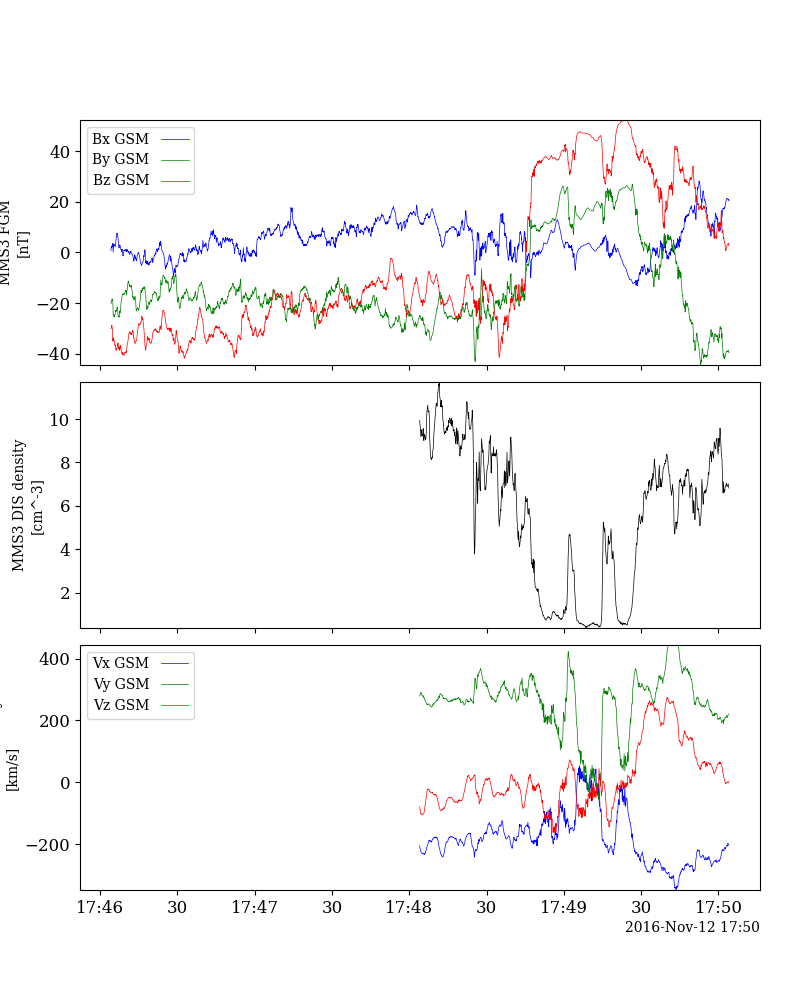 MMS3 FGM
[nT]
Bx GSM
By GSM
Bz GSM
40
20
0
−20
−40
MMS3 DIS density
[cm^-3]
10
8
6
4
2
[km/s]
Vx GSM
Vy GSM
Vz GSM
400
200
0
−200
17:46 30 17:47 30 17:48 30 17:49 30 17:50
2016-Nov-12 17:50